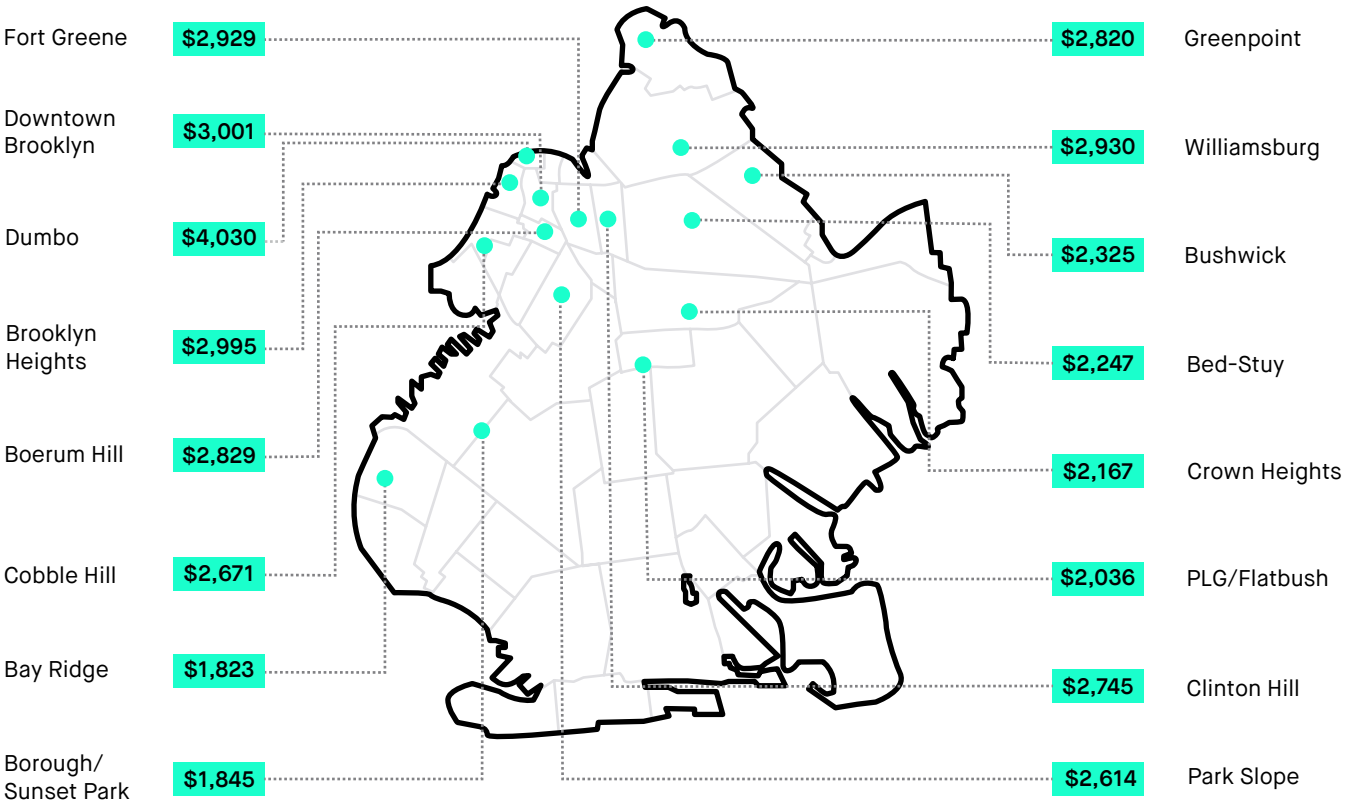 Fort Greene $2,929
Downtown
Brooklyn
$3,001
Dumbo $4,030
Brooklyn
Heights
$2,995
Boerum Hill $2,829
Cobble Hill $2,671
Bay Ridge $1,823
Borough/
Sunset Park
$1,845
$2,820 Greenpoint
$2,930 Williamsburg
$2,325 Bushwick
$2,247 Bed-Stuy
$2,167 Crown Heights
$2,036 PLG/Flatbush
$2,745 Clinton Hill
$2,614 Park Slope